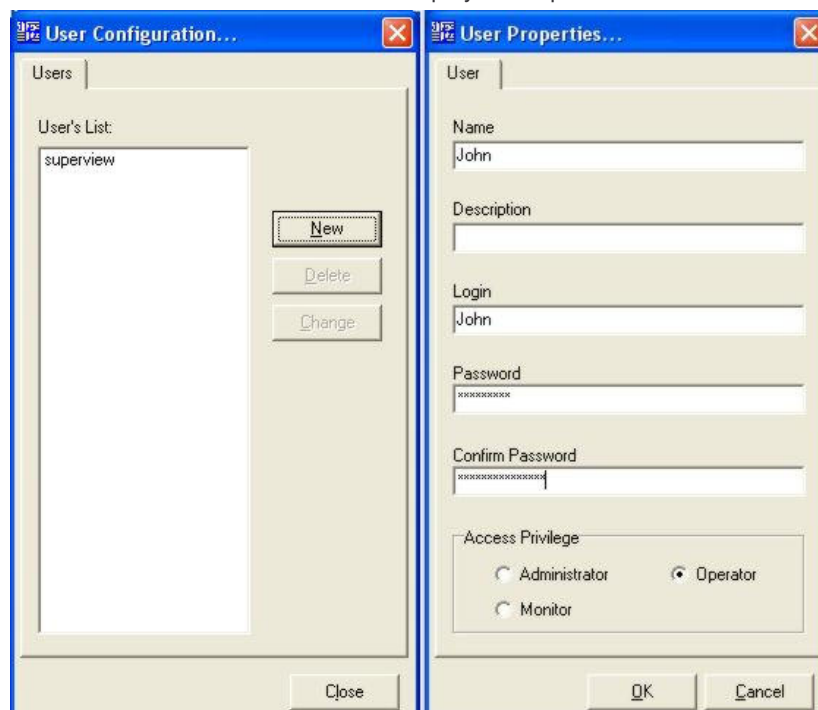 User Configuration...
Users
User's List:
superview
New
Delete
Change
Close
User Properties...
User
Name
John
Description
Login
John
Password
*********
Confirm Password
***************
Access Privilege
Administrator
Operator
Monitor
OK
Cancel